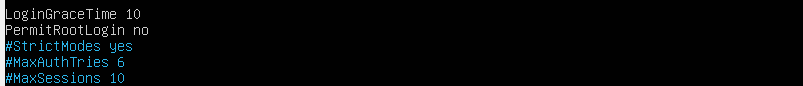 LoginGraceTime 10
PermitRootLogin no
#StrictModes yes
#MaxAuthTries 6
#MaxSessions 10